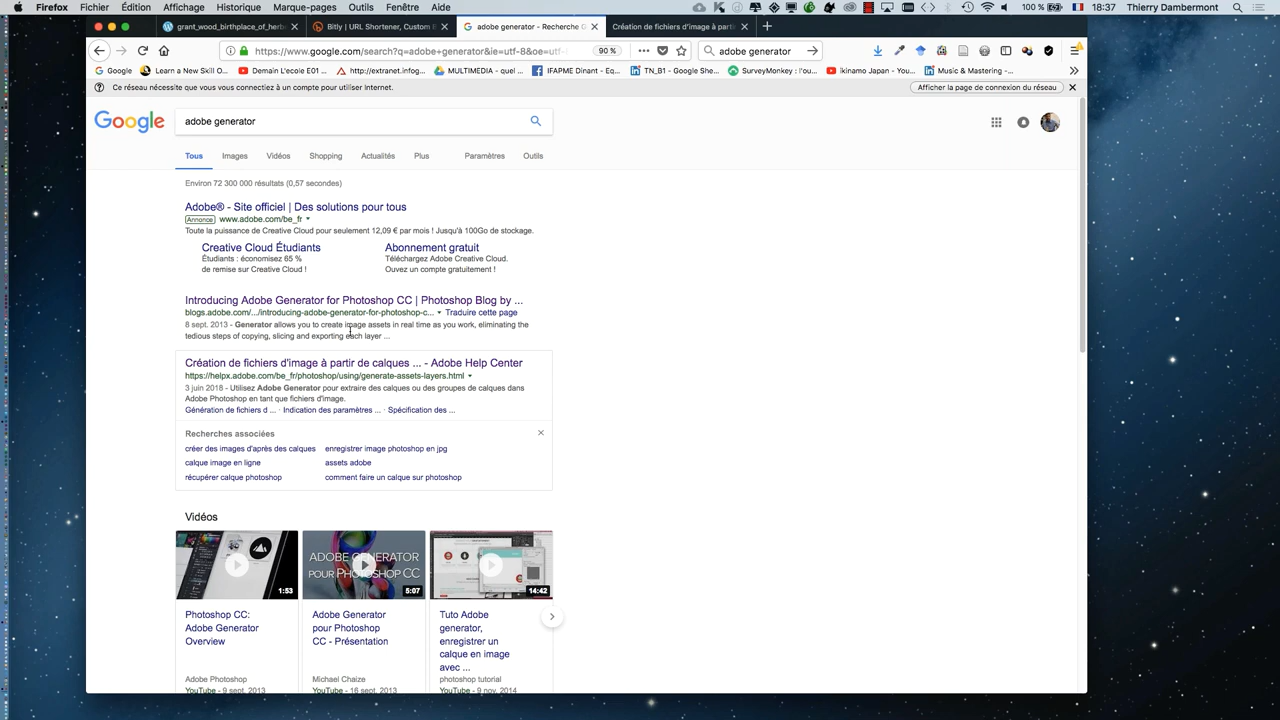 Firefox Fichier Édition Affichage Historique Marque-pages Outils Fenêtre Aide 100 % Français 18:37 Thierry Dambermont
grant_wood_birthplace_of_herbe Bitly | URL Shortener, Custom adobe generator - Recherche G Création de fichiers d'image à parti
https://www.google.com/search?q=adobe+generator&ie=utf-8&oe=utf- 90 % adobe generator
Google Learn a New Skill O... Demain L'ecole E01 ... http://extranet.infog... MULTIMEDIA - quel ... IFAPME Dinant - Eq... TN_B1 - Google She... SurveyMonkey : l'ou... ikinamo Japan - You... Music & Mastering -...
Ce réseau nécessite que vous vous connectiez à un compte pour utiliser Internet. Afficher la page de connexion du réseau
Google adobe generator
Tous Images Vidéos Shopping Actualités Plus Paramètres Outils
Environ 72 300 000 résultats (0,57 secondes)
Adobe® - Site officiel | Des solutions pour tous
Annonce www.adobe.com/be_fr
Toute la puissance de Creative Cloud pour seulement 12,09 € par mois ! Jusqu'à 100Go de stockage.
Creative Cloud Étudiants
Étudiants : économisez 65 %
de remise sur Creative Cloud !
Abonnement gratuit
Téléchargez Adobe Creative Cloud.
Ouvez un compte gratuitement !
Introducing Adobe Generator for Photoshop CC | Photoshop Blog by ...
blogs.adobe.com/.../introducing-adobe-generator-for-photoshop-c... Traduire cette page
8 sept. 2013 - Generator allows you to create image assets in real time as you work, eliminating the
tedious steps of copying, slicing and exporting each layer ...
Création de fichiers d'image à partir de calques ... - Adobe Help Center
https://helpx.adobe.com/be_fr/photoshop/using/generate-assets-layers.html
3 juin 2018 - Utilisez Adobe Generator pour extraire des calques ou des groupes de calques dans
Adobe Photoshop en tant que fichiers d'image.
Génération de fichiers d ... · Indication des paramètres ... · Spécification des ...
Recherches associées
créer des images d'après des calques enregistrer image photoshop en jpg
calque image en ligne assets adobe
récupérer calque photoshop comment faire un calque sur photoshop
Vidéos
1:53
ADOBE GENERATOR
POUR PHOTOSHOP CC
5:07
14:42
Photoshop CC:
Adobe Generator
Overview
Adobe Photoshop
YouTube - 9 sept. 2013
Adobe Generator
pour Photoshop
CC - Présentation
Michael Chaize
YouTube - 16 sept. 2013
Tuto Adobe
generator,
enregistrer un
calque en image
avec ...
photoshop tutorial
YouTube - 9 nov. 2014